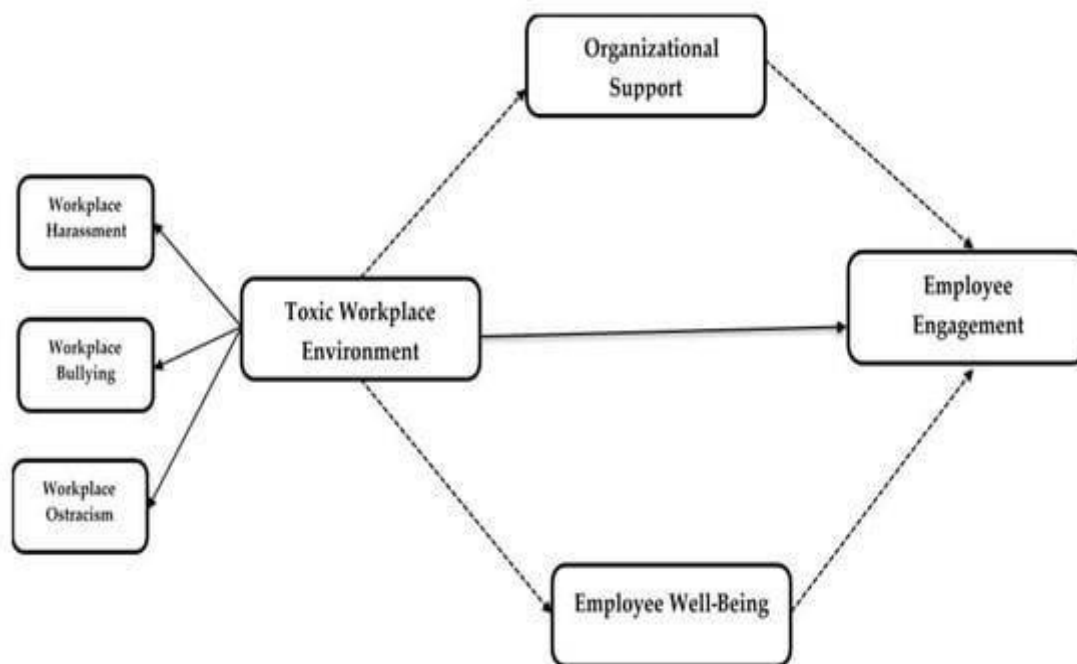 Organizational
Support
Workplace
Harassment
Toxic Workplace
Environment
Employee
Engagement
Workplace
Bullying
Workplace
Ostracism
Employee Well-Being